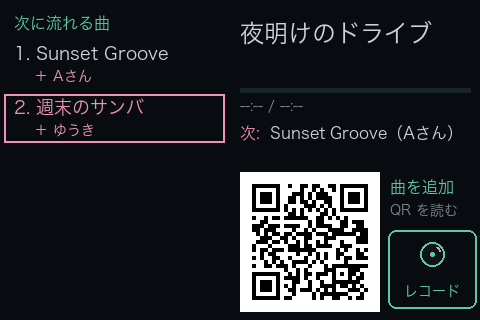 次に流れる曲
1. Sunset Groove
＋ Aさん
2. 週末のサンバ
＋ ゆうき
夜明けのドライブ
--:-- / --:--
次: Sunset Groove（Aさん）
曲を追加
QR を読む
レコード